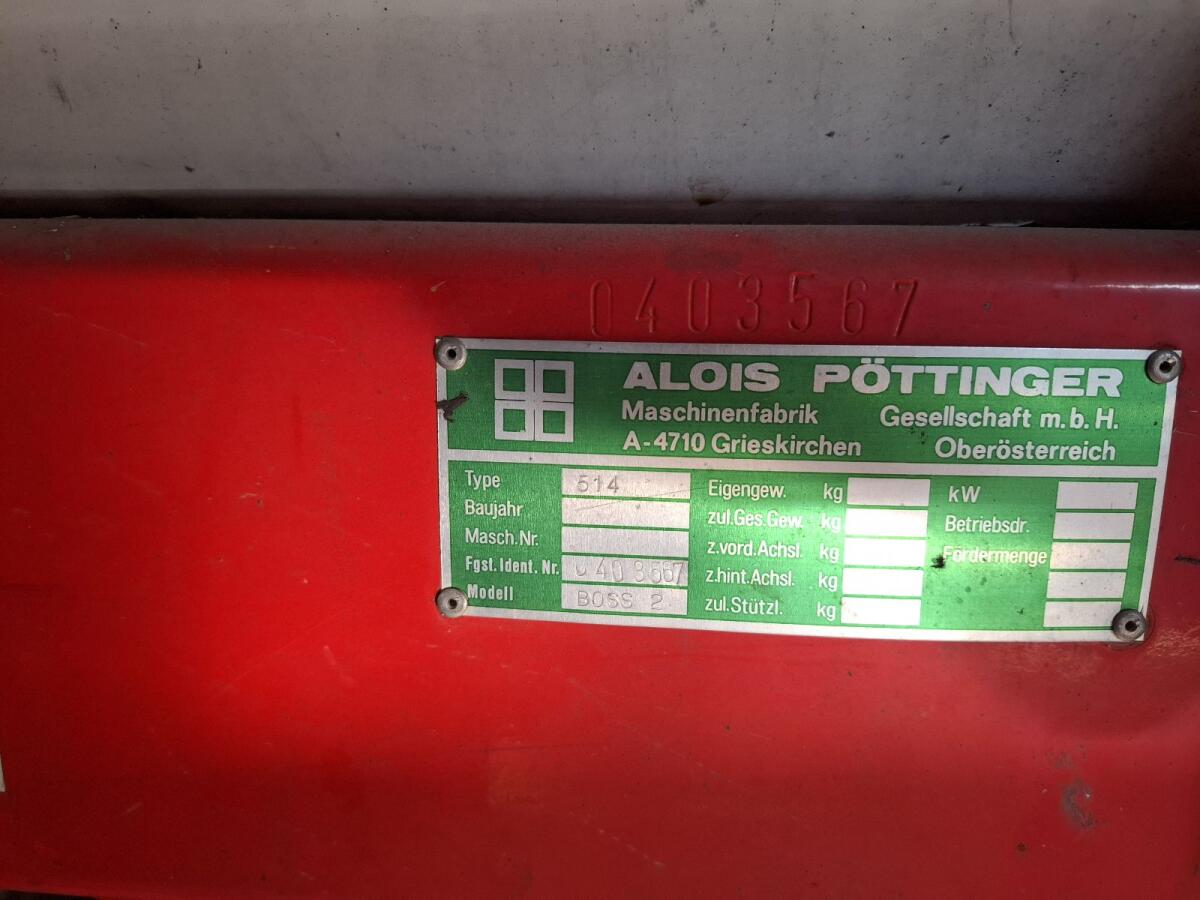 0403567
ALOIS PÖTTINGER
Maschinenfabrik Gesellschaft m.b.H.
A-4710 Grieskirchen Oberösterreich
Type 514 Eigengew. kg kW
Baujahr zul.Ges.Gew. kg Betriebsdr.
Masch.Nr. z.vord.Achsl. kg Fördermenge
Fgst. Ident. Nr. 0403567 z.hint.Achsl. kg
Modell BOSS 2 zul.Stützl. kg